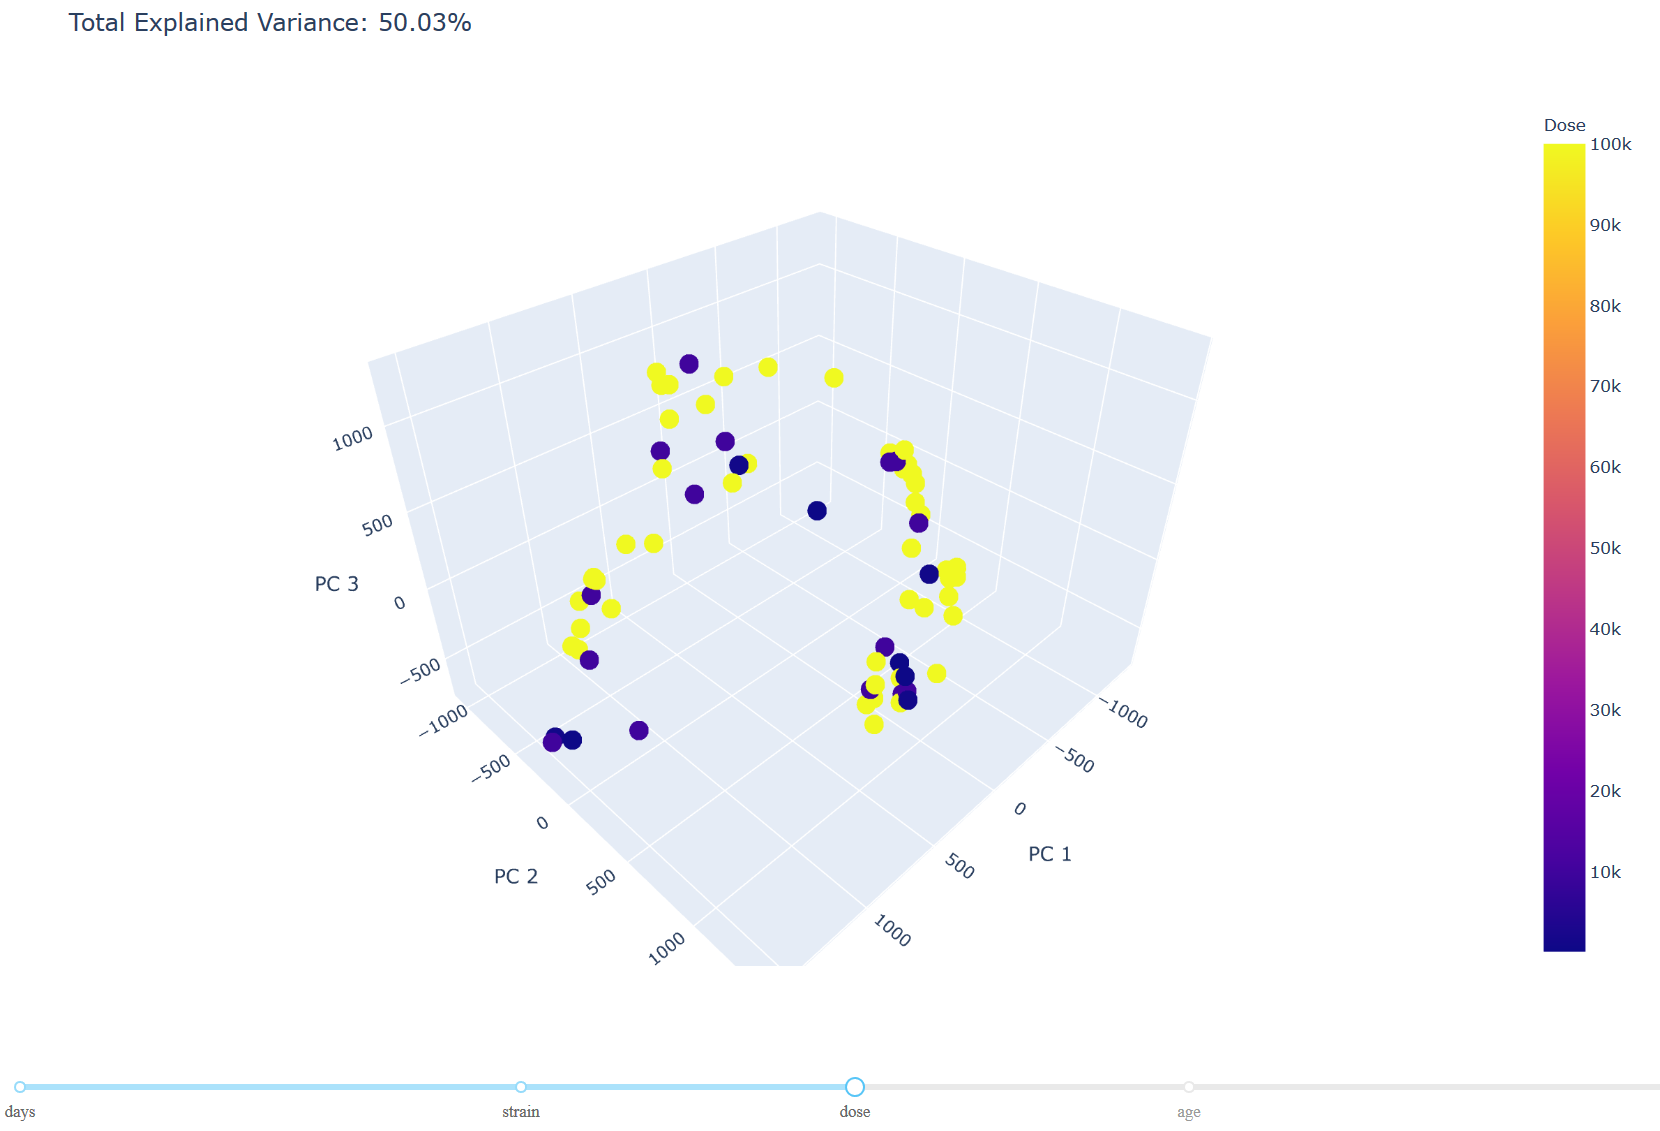 Total Explained Variance: 50.03%
Dose
100k
90k
80k
70k
60k
50k
40k
30k
20k
10k
1000
500
0
−500
PC 3
−1000
−500
0
500
1000
PC 2
−1000
−500
0
500
1000
PC 1
days
strain
dose
age